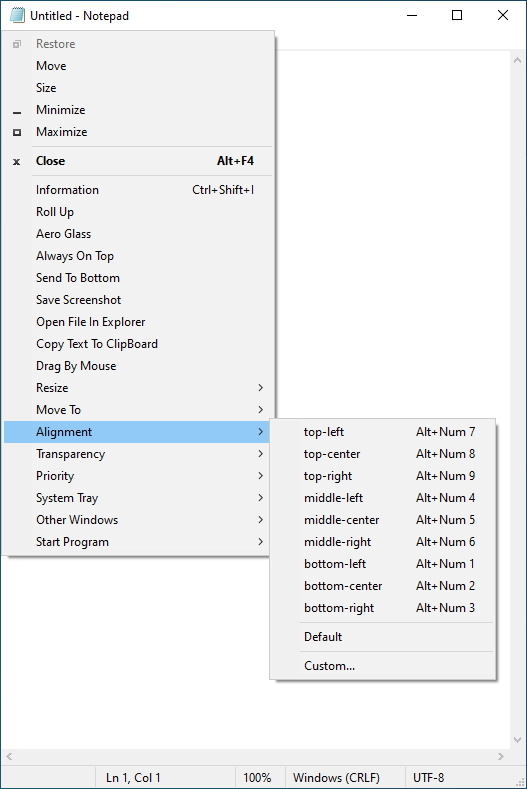 Untitled - Notepad
Restore
Move
Size
Minimize
Maximize
Close Alt+F4
Information Ctrl+Shift+I
Roll Up
Aero Glass
Always On Top
Send To Bottom
Save Screenshot
Open File In Explorer
Copy Text To ClipBoard
Drag By Mouse
Resize
Move To
Alignment
Transparency
Priority
System Tray
Other Windows
Start Program
top-left Alt+Num 7
top-center Alt+Num 8
top-right Alt+Num 9
middle-left Alt+Num 4
middle-center Alt+Num 5
middle-right Alt+Num 6
bottom-left Alt+Num 1
bottom-center Alt+Num 2
bottom-right Alt+Num 3
Default
Custom...
Ln 1, Col 1 100% Windows (CRLF) UTF-8